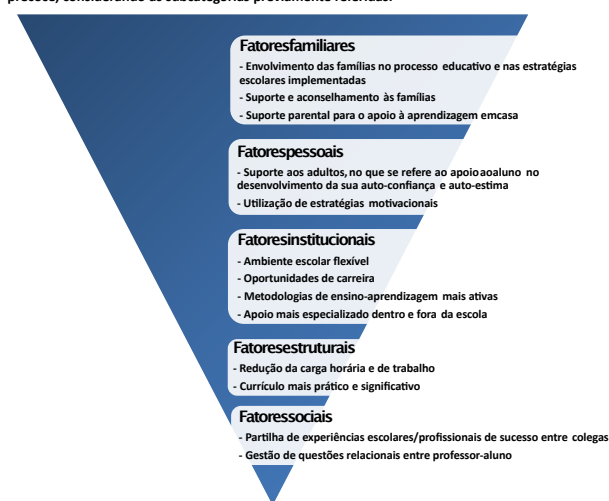 processo, considerando as subcategorias previamente referidas.
Fatoresfamiliares
- Envolvimento das famílias no processo educativo e nas estratégias
escolares implementadas
- Suporte e aconselhamento às famílias
- Suporte parental para o apoio à aprendizagem emcasa
Fatorespessoais
- Suporte aos adultos, no que se refere ao apoioaoaluno no
desenvolvimento da sua auto-confiança e auto-estima
- Utilização de estratégias motivacionais
Fatoresinstitucionais
- Ambiente escolar flexível
- Oportunidades de carreira
- Metodologias de ensino-aprendizagem mais ativas
- Apoio mais especializado dentro e fora da escola
Fatoresestruturais
- Redução da carga horária e de trabalho
- Currículo mais prático e significativo
Fatoressociais
- Partilha de experiências escolares/profissionais de sucesso entre colegas
- Gestão de questões relacionais entre professor-aluno